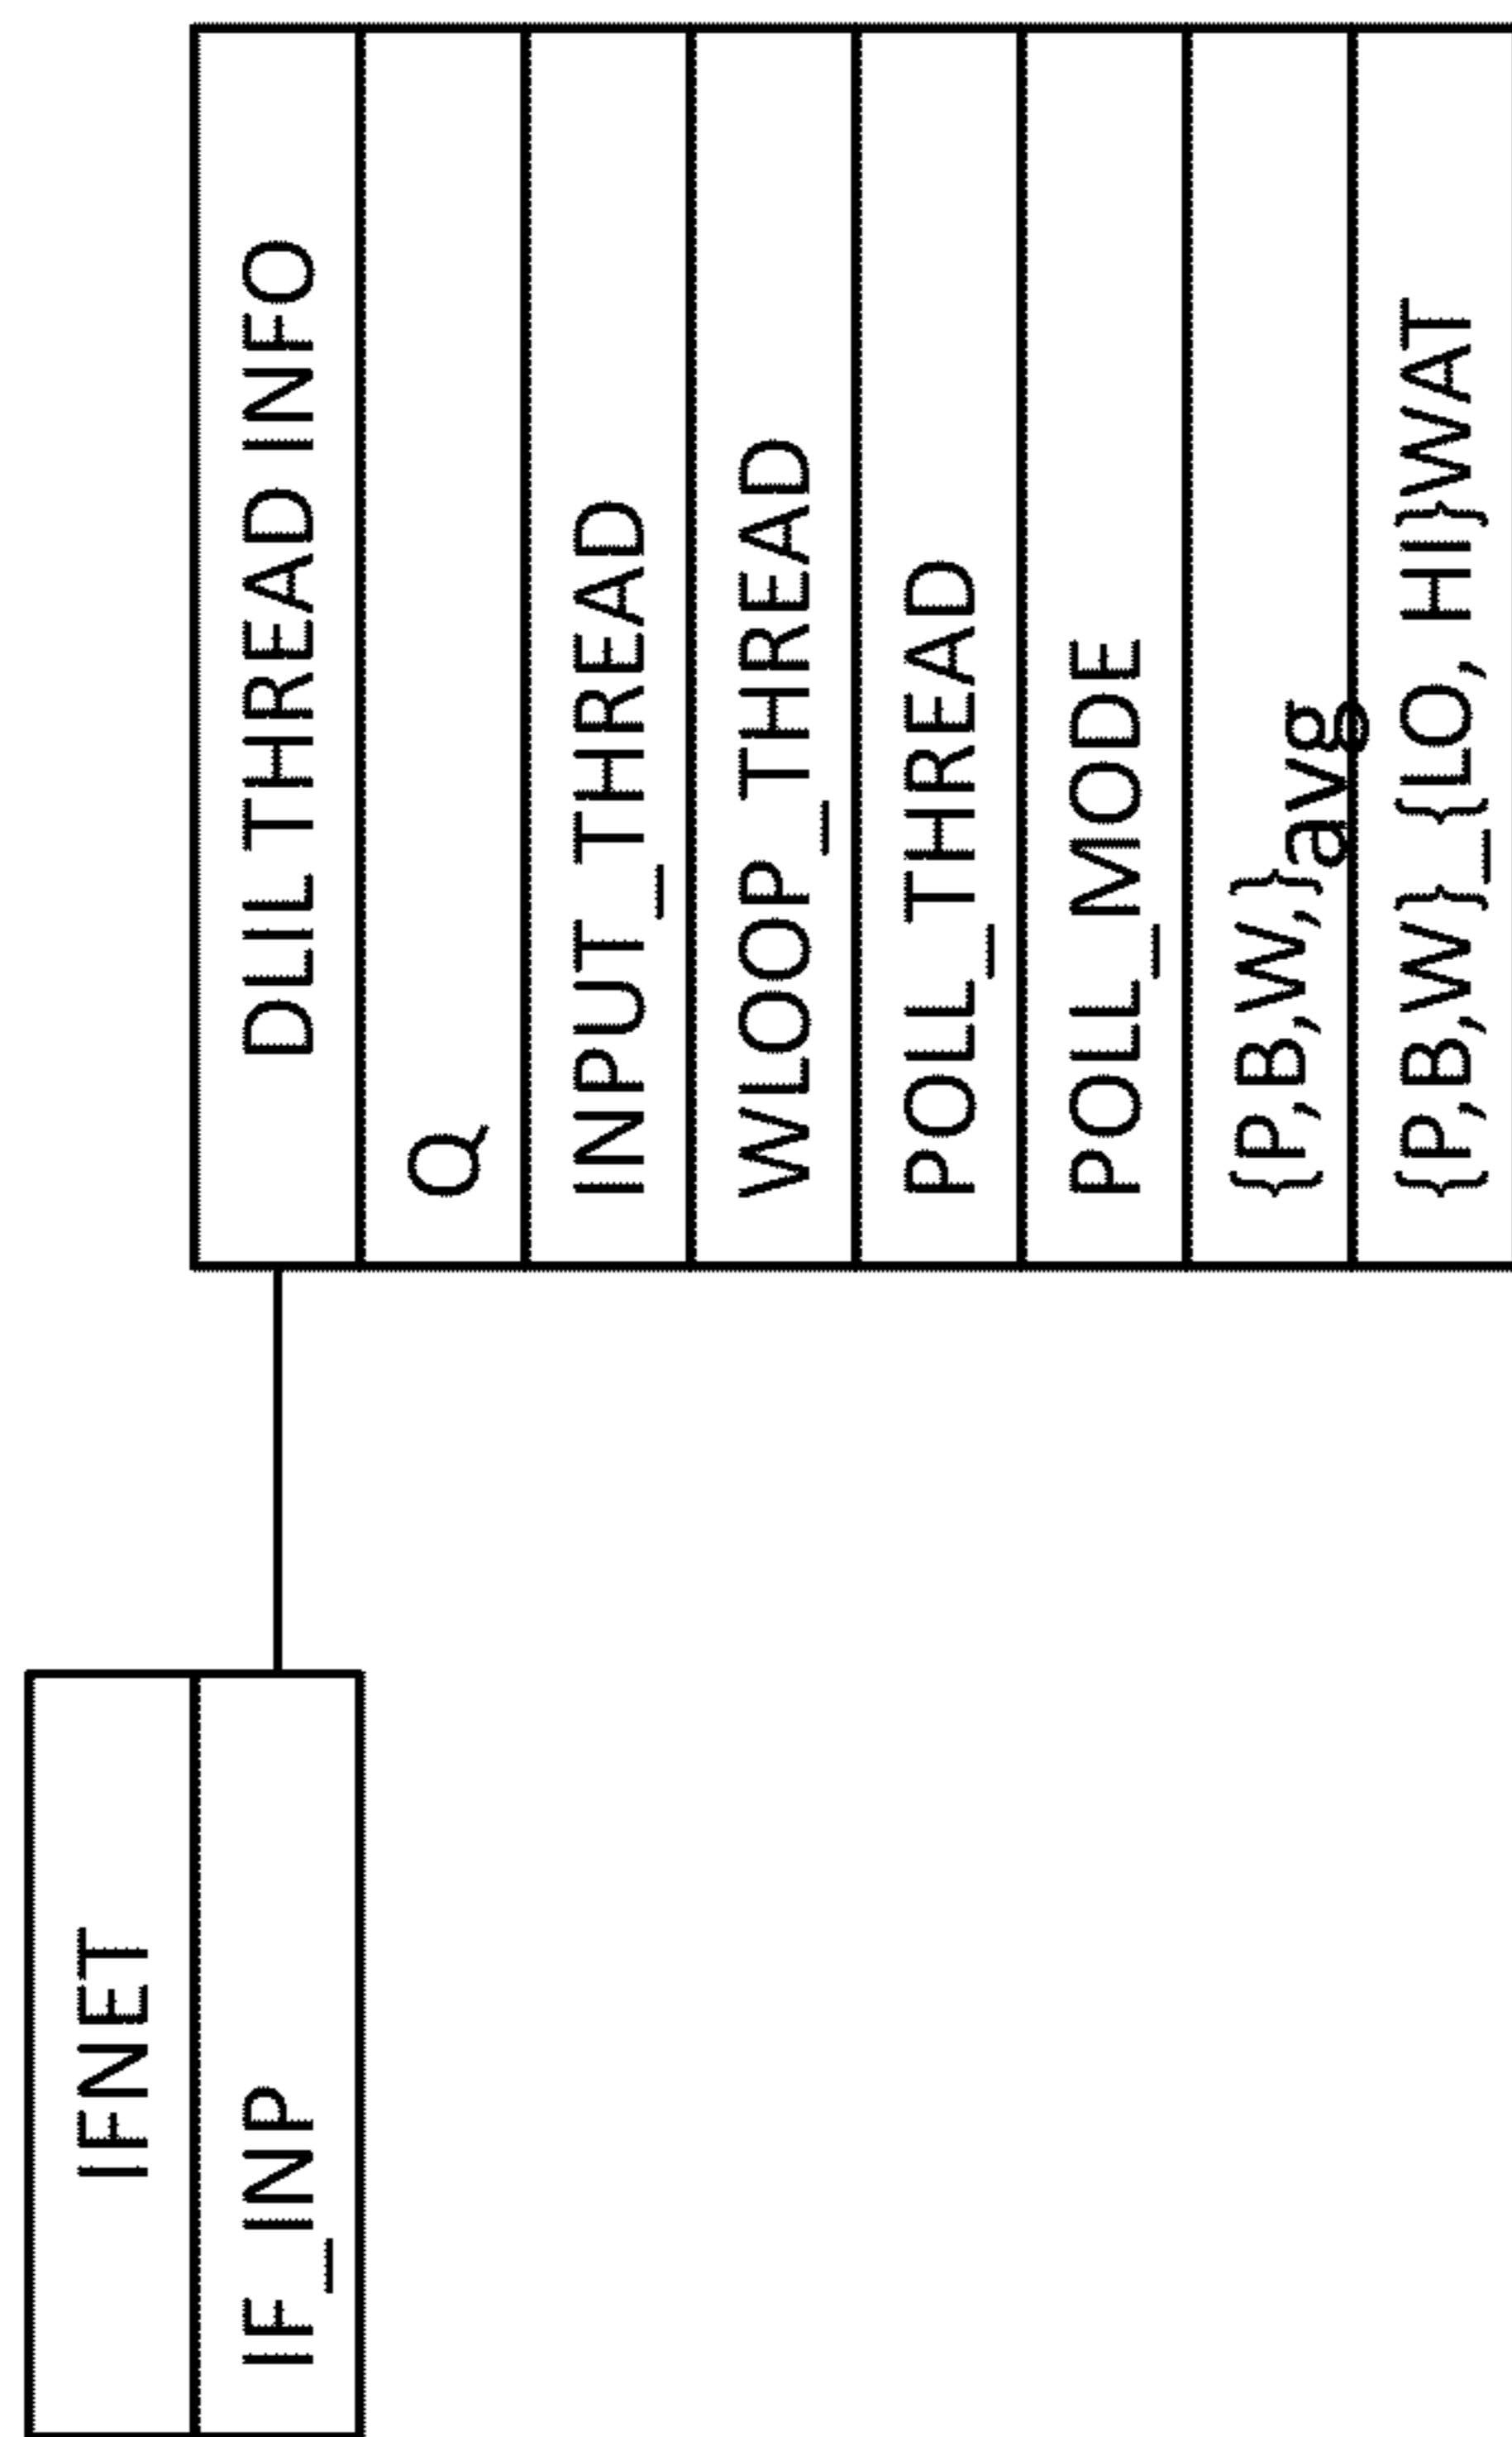 IFNET
IF_INP
DLIL THREAD INFO
Q
INPUT_THREAD
WLOOP_THREAD
POLL_THREAD
POLL_MODE
{P,B,W,}avg
{P,B,W}_{LO, HI}WAT